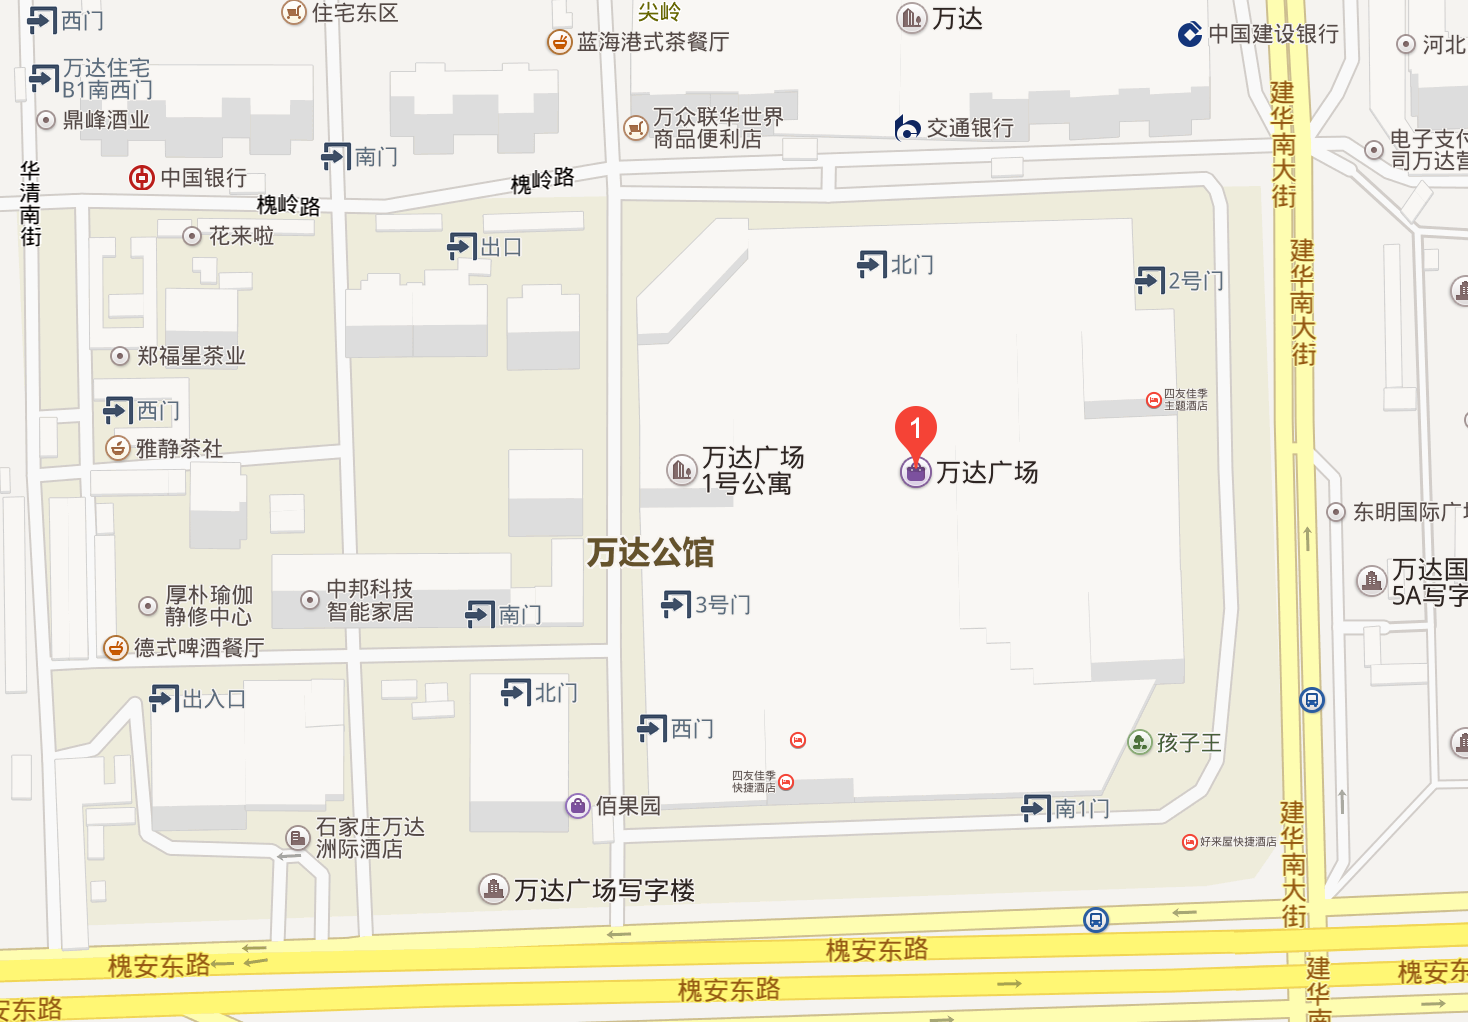 西门
住宅东区
尖岭
万达
蓝海港式茶餐厅
中国建设银行
河北
万达住宅
B1南西门
鼎峰酒业
万众联华世界
商品便利店
交通银行
建华南大街
电子支付
司万达营
南门
中国银行
华清南街
槐岭路
槐岭路
花来啦
出口
北门
2号门
建华南大街
郑福星茶业
四友佳季
主题酒店
西门
雅静茶社
万达广场
1号公寓
1
万达广场
东明国际广场
万达公馆
万达国
5A写字
厚朴瑜伽
静修中心
中邦科技
智能家居
南门
3号门
德式啤酒餐厅
出入口
北门
西门
孩子王
四友佳季
快捷酒店
佰果园
南1门
石家庄万达
洲际酒店
好来屋快捷酒店
建华南大街
万达广场写字楼
槐安东路
槐安东路
槐安东
建华南
槐安东路
安东路